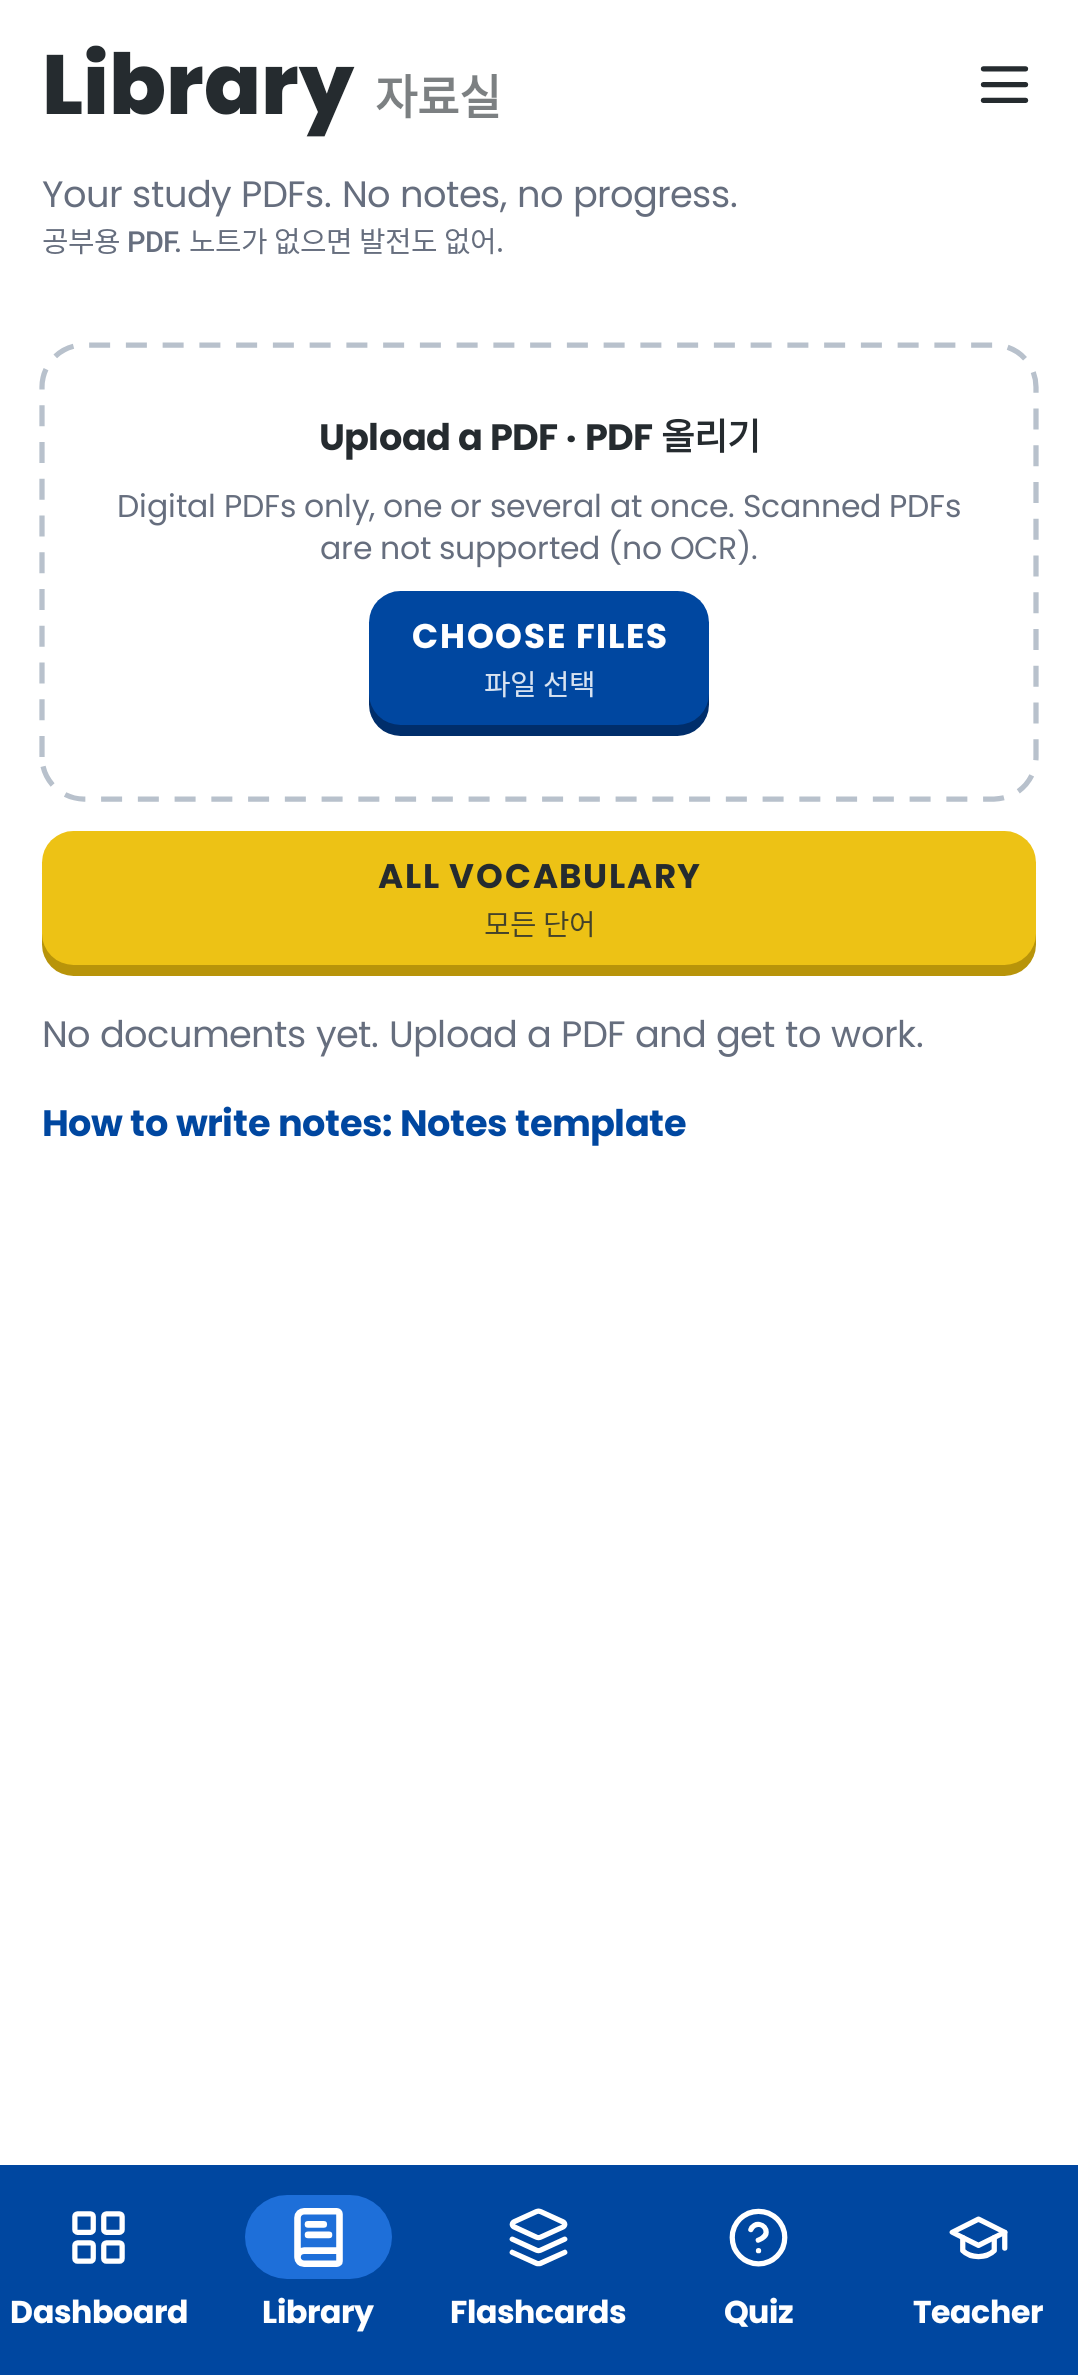 Library 자료실
Your study PDFs. No notes, no progress.
공부용 PDF. 노트가 없으면 발전도 없어.
Upload a PDF · PDF 올리기
Digital PDFs only, one or several at once. Scanned PDFs
are not supported (no OCR).
CHOOSE FILES
파일 선택
ALL VOCABULARY
모든 단어
No documents yet. Upload a PDF and get to work.
How to write notes: Notes template
Dashboard Library Flashcards Quiz Teacher